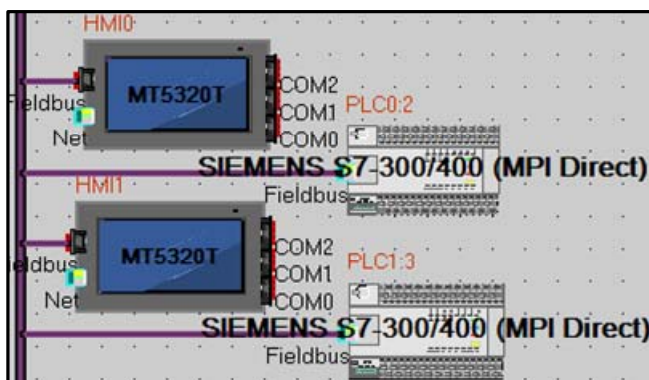 HMI0
MT5320T
COM2
COM1
COM0
Fieldbus
Net
PLC0:2
SIEMENS S7-300/400 (MPI Direct)
Fieldbus
HMI1
MT5320T
COM2
COM1
COM0
ieldbus
Net
PLC1:3
SIEMENS S7-300/400 (MPI Direct)
Fieldbus